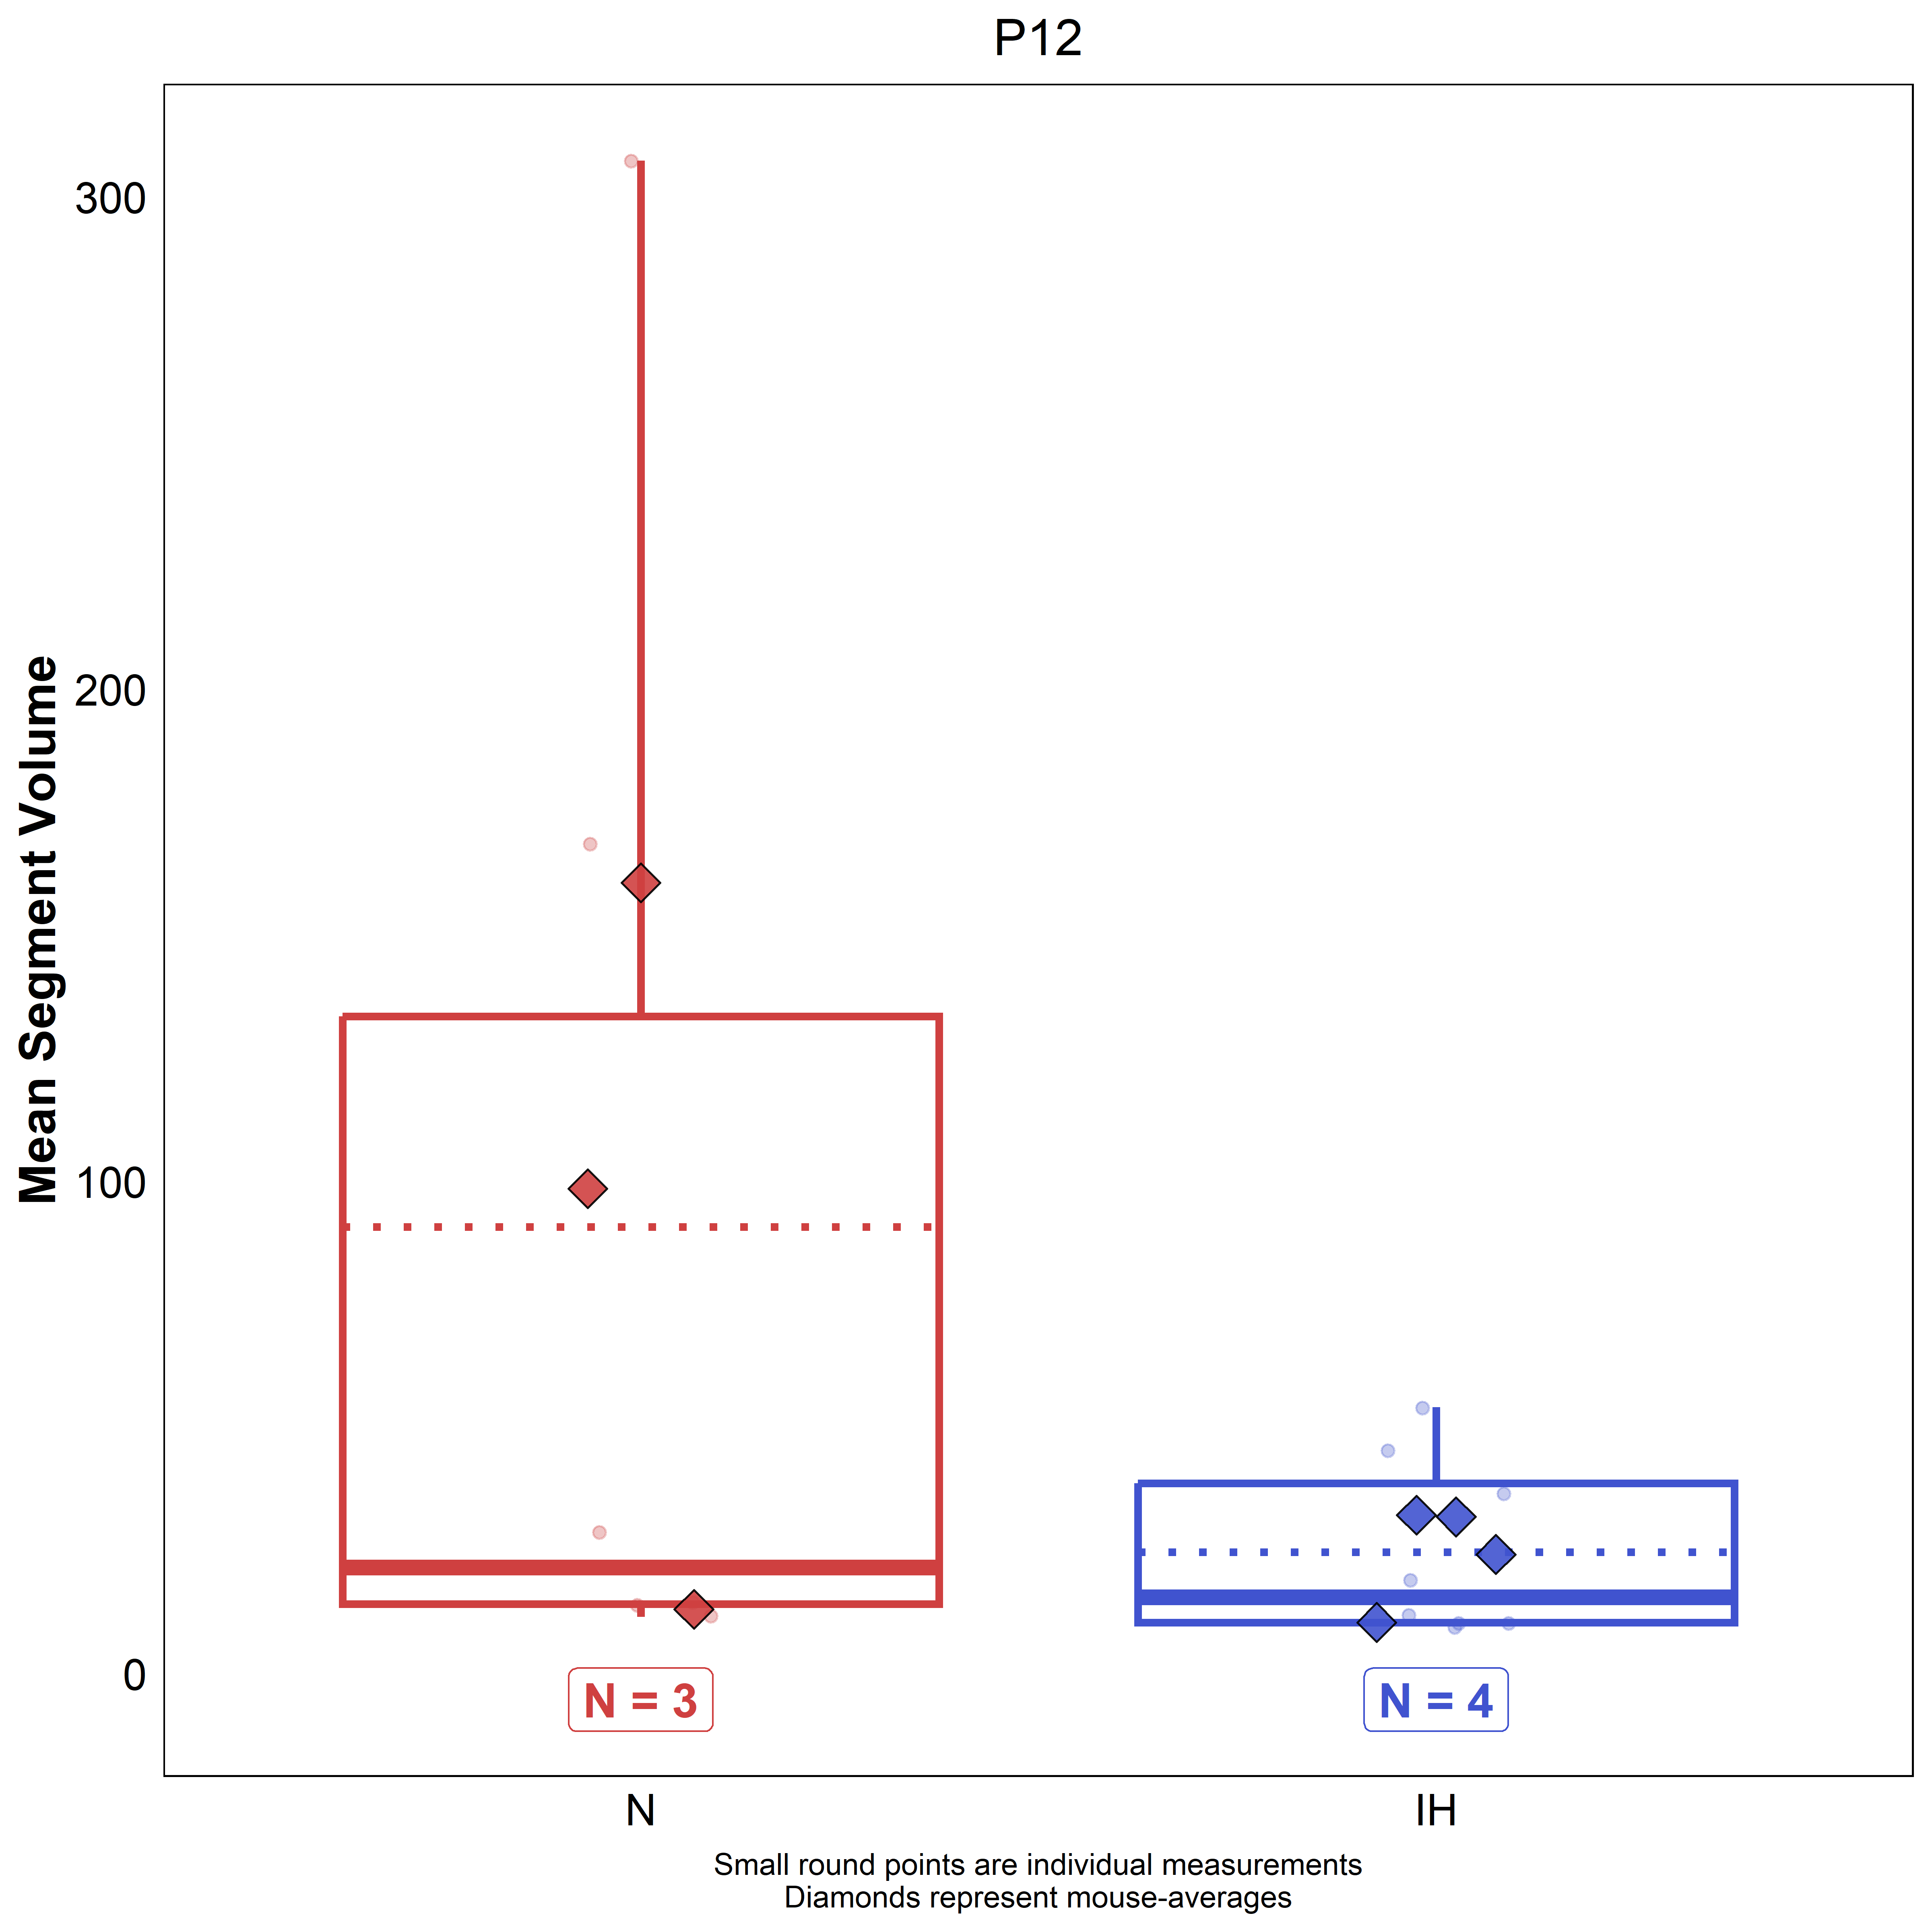 P12
Mean Segment Volume
300
200
100
0
N = 3
N = 4
N
IH
Small round points are individual measurements
Diamonds represent mouse-averages